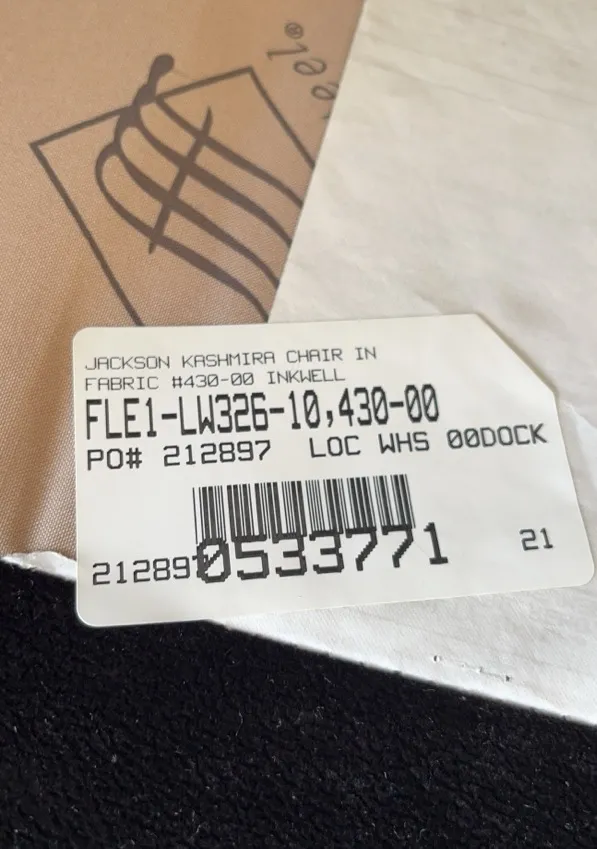 JACKSON KASHMIRA CHAIR IN
FABRIC #430-00 INKWELL
FLE1-LW326-10,430-00
PO# 212897 LOC WHS 00DOCK
212897 0533771 21